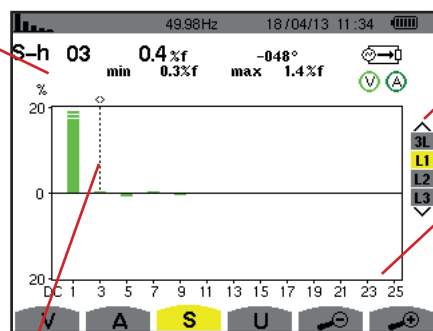 49.98Hz 18/04/13 11:34
S-h 03 0.4 %f -048°
min 0.3%f max 1.4%f
V A
%
20
3L
L1
0
L2
L3
20
DC 1 3 5 7 9 11 13 15 17 19 21 23 25
V A S U